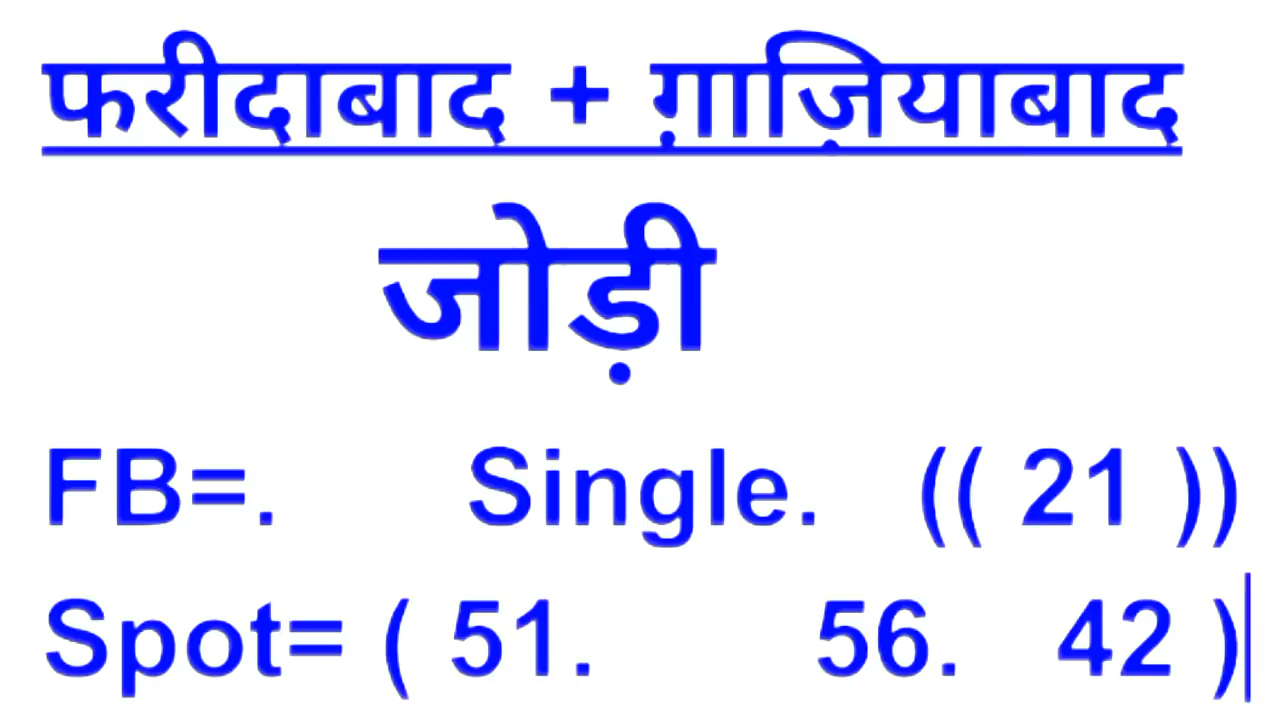 फरीदाबाद + ग़ाज़ियाबाद
जोड़ी
FB=. Single. (( 21 ))
Spot= ( 51. 56. 42 )